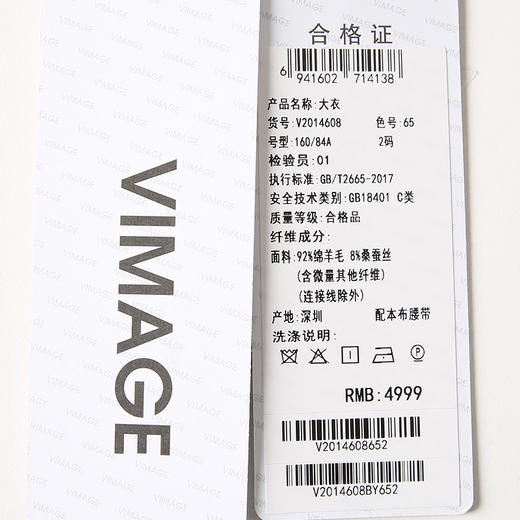 VIMAGE
合格证
6 941602 714138
产品名称:大衣
货号:V2014608 色号:65
号型:160/84A 2码
检验员:01
执行标准:GB/T2665-2017
安全技术类别:GB18401 C类
质量等级:合格品
纤维成分:
面料:92%绵羊毛 8%桑蚕丝
(含微量其他纤维)
(连接线除外)
产地:深圳 配本布腰带
洗涤说明:
RMB:4999
V2014608652
V2014608BY652